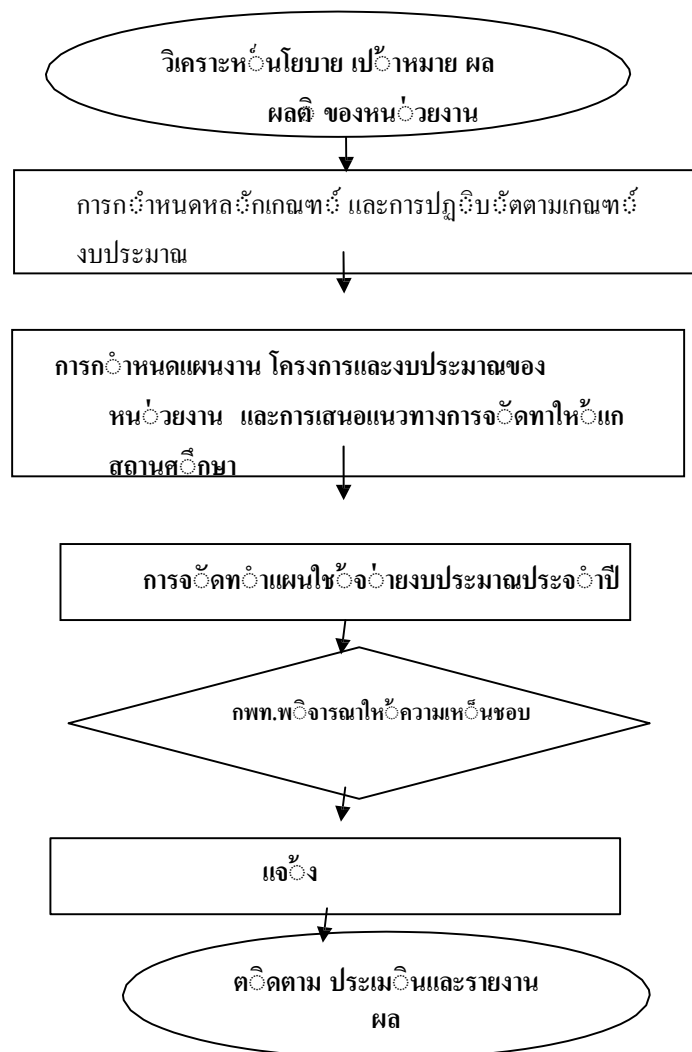 วิเคราะห์นโยบาย เป้าหมาย ผล
ผลติ ของหน่วยงาน
การกำหนดหลักเกณฑ์ และการปฏิบัตตามเกณฑ์
งบประมาณ
การกำหนดแผนงาน โครงการและงบประมาณของ
หน่วยงาน และการเสนอแนวทางการจัดทาให้แก
สถานศึกษา
การจัดทำแผนใช้จ่ายงบประมาณประจำปี
กพท.พิจารณาให้ความเห็นชอบ
แจ้ง
ติดตาม ประเมินและรายงาน
ผล